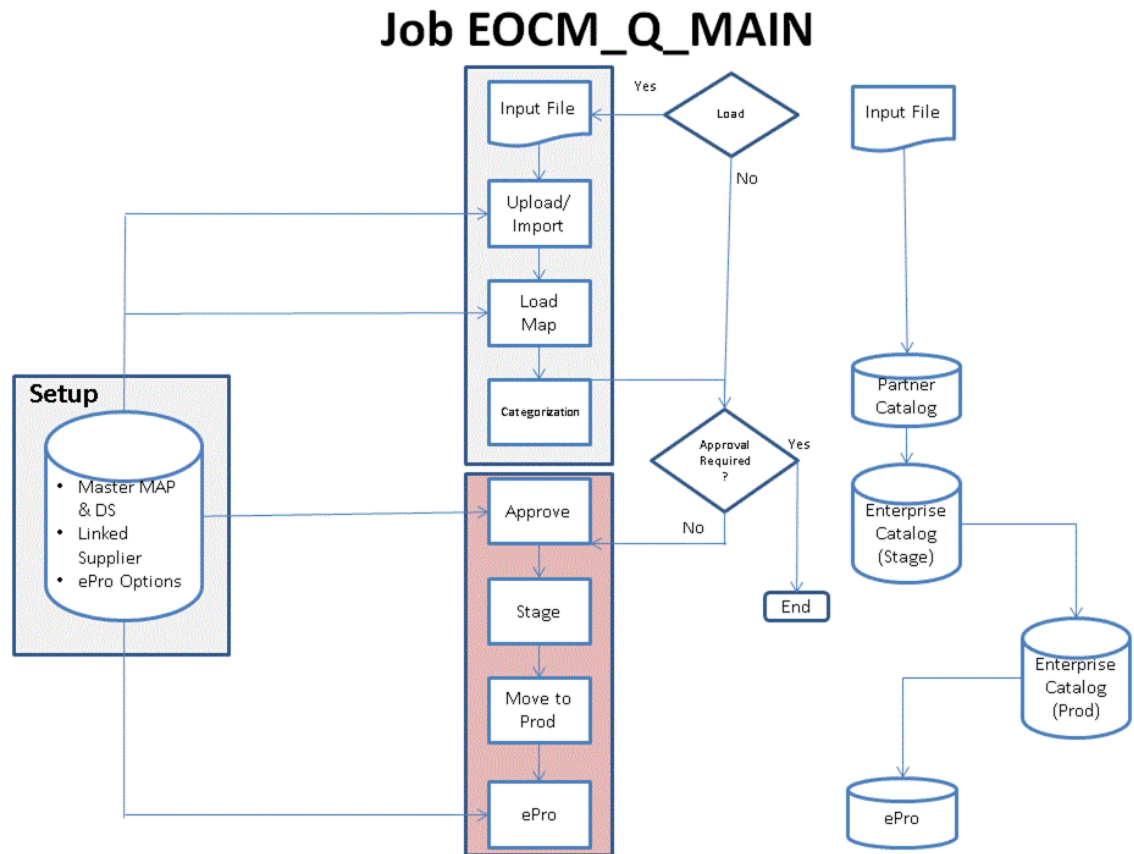 Job EOCM_Q_MAIN
Input File
Yes
Load
Input File
No
Upload/
Import
Load
Map
Partner
Catalog
Setup
Categorization
Approval
Required
?
Yes
• Master MAP
& DS
• Linked
Supplier
• ePro Options
Approve
No
Enterprise
Catalog
(Stage)
Stage
End
Move to
Prod
Enterprise
Catalog
(Prod)
ePro
ePro